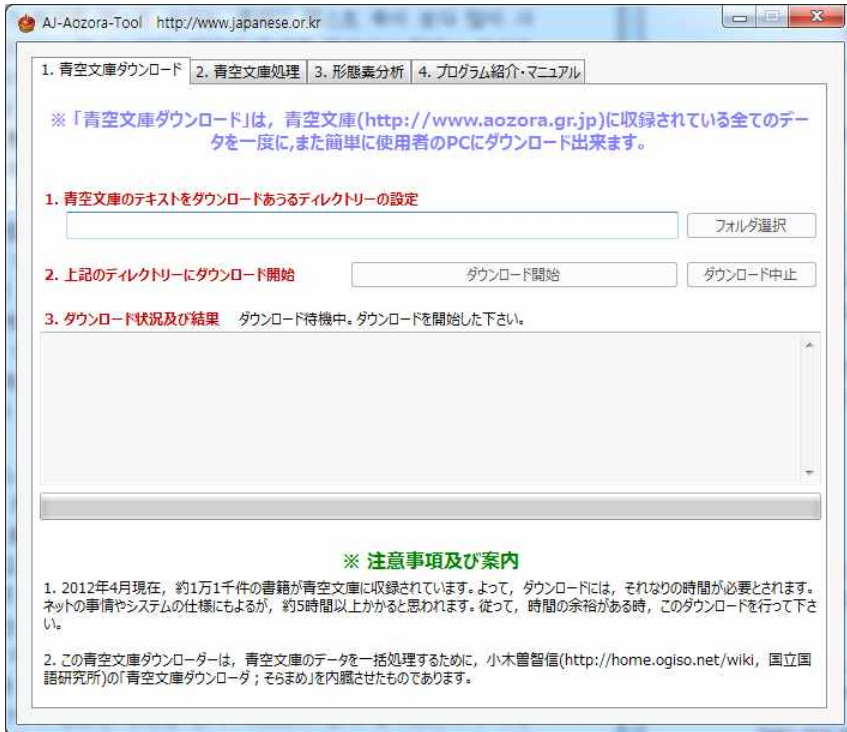 AJ-Aozora-Tool http://www.japanese.or.kr
1. 青空文庫ダウンロード 2. 青空文庫処理 3. 形態素分析 4. プログラム紹介・マニュアル
※「青空文庫ダウンロード」は，青空文庫(http://www.aozora.gr.jp)に収録されている全てのデー
タを一度に,また簡単に使用者のPCにダウンロード出来ます。
1. 青空文庫のテキストをダウンロードあうるディレクトリーの設定
フォルダ選択
2. 上記のディレクトリーにダウンロード開始 ダウンロード開始 ダウンロード中止
3. ダウンロード状況及び結果 ダウンロード待機中。ダウンロードを開始した下さい。
※ 注意事項及び案内
1. 2012年4月現在，約1万1千件の書籍が青空文庫に収録されています。よって，ダウンロードには，それなりの時間が必要とされます。
ネットの事情やシステムの仕様にもよるが，約5時間以上かかると思われます。従って，時間の余裕がある時，このダウンロードを行って下さ
い。
2. この青空文庫ダウンローダーは，青空文庫のデータを一括処理するために，小木曽智信(http://home.ogiso.net/wiki，国立国
語研究所)の「青空文庫ダウンローダ；そらまめ」を内臓させたものであります。